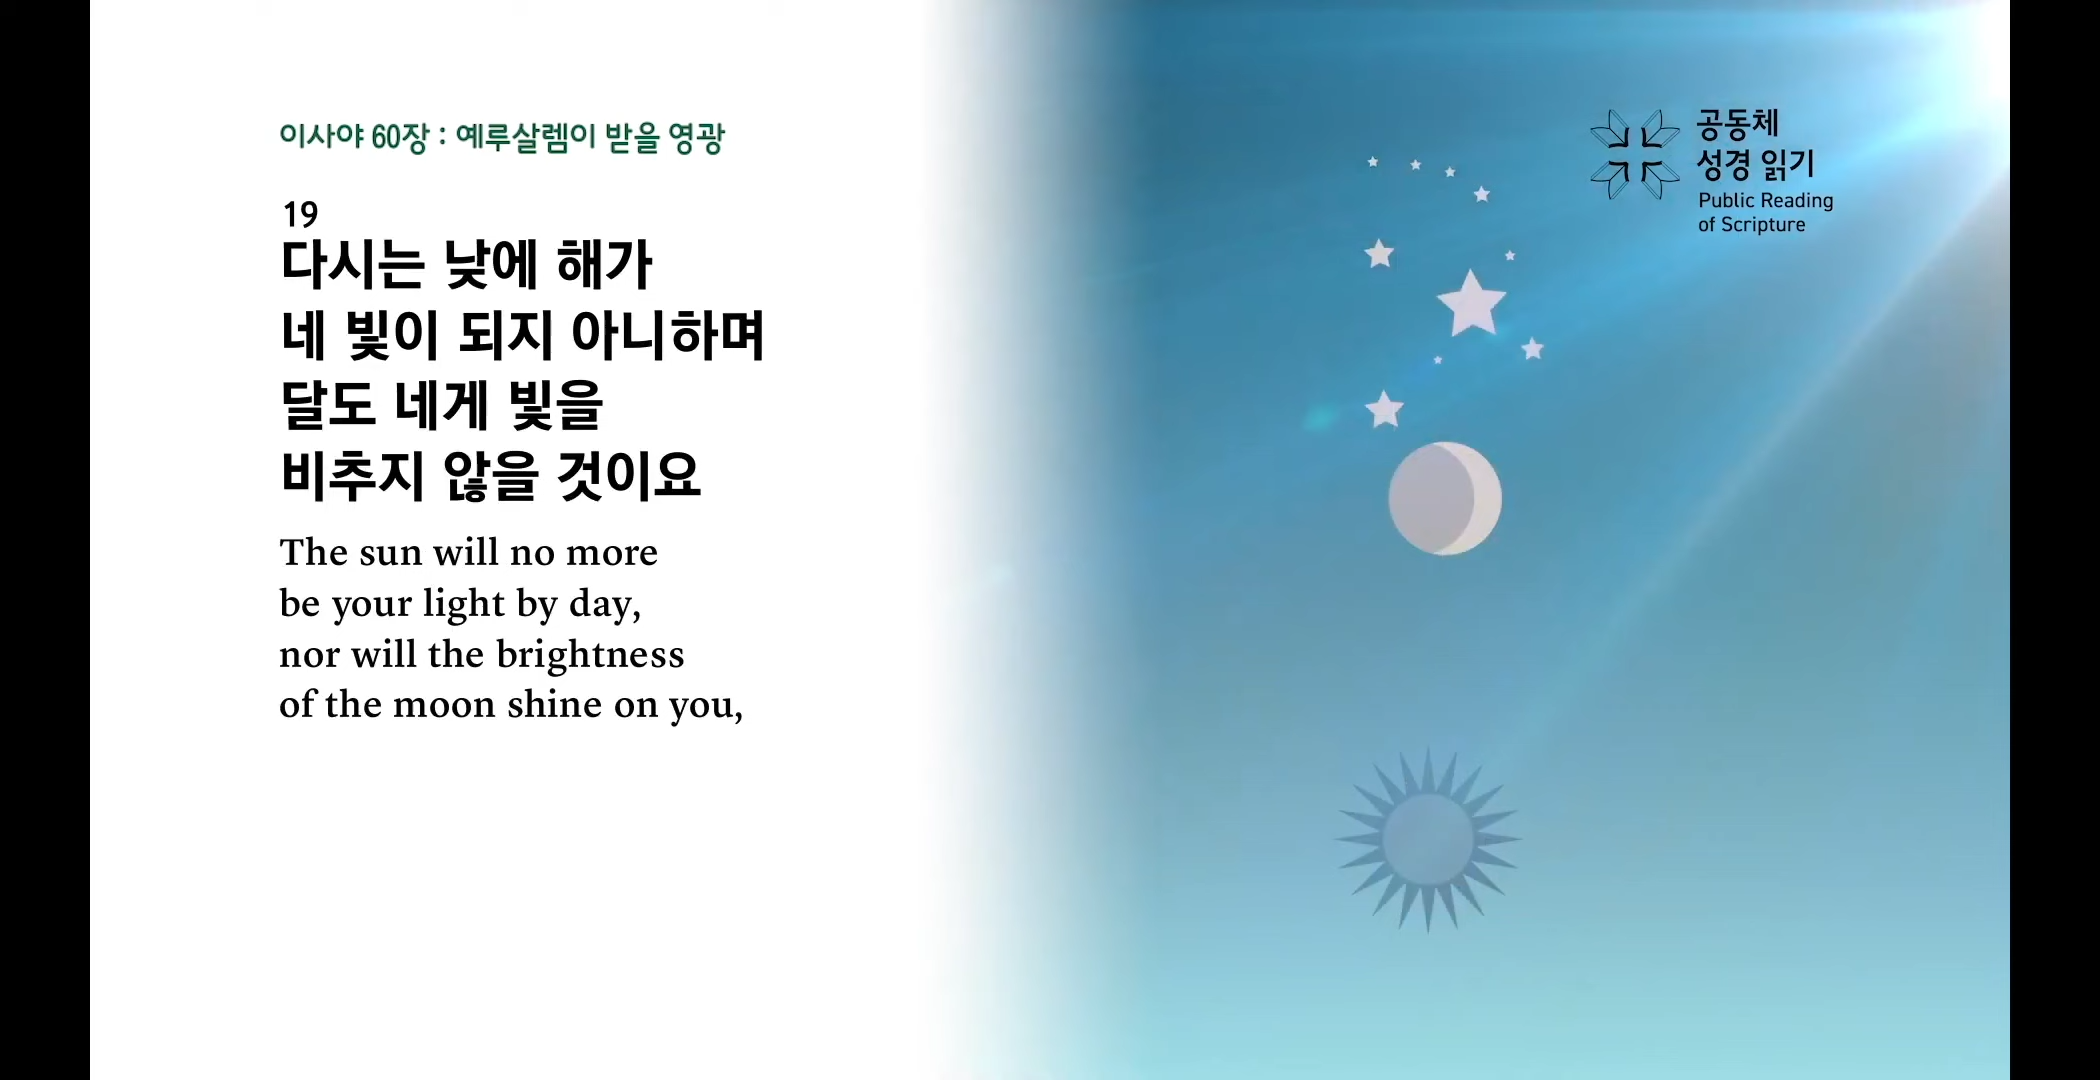 이사야 60장 : 예루살렘이 받을 영광
19
다시는 낮에 해가
네 빛이 되지 아니하며
달도 네게 빛을
비추지 않을 것이요
The sun will no more
be your light by day,
nor will the brightness
of the moon shine on you,
공동체
성경 읽기
Public Reading
of Scripture